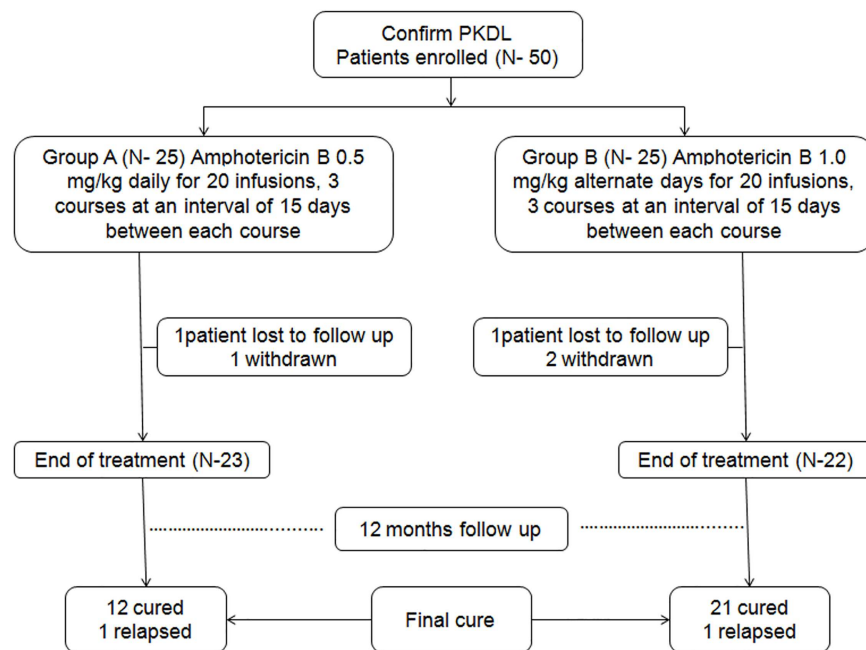 Confirm PKDL
Patients enrolled (N- 50)
Group A (N- 25) Amphotericin B 0.5
mg/kg daily for 20 infusions, 3
courses at an interval of 15 days
between each course
Group B (N- 25) Amphotericin B 1.0
mg/kg alternate days for 20 infusions,
3 courses at an interval of 15 days
between each course
1patient lost to follow up
1 withdrawn
1patient lost to follow up
2 withdrawn
End of treatment (N-23)
End of treatment (N-22)
12 months follow up
12 cured
1 relapsed
Final cure
21 cured
1 relapsed